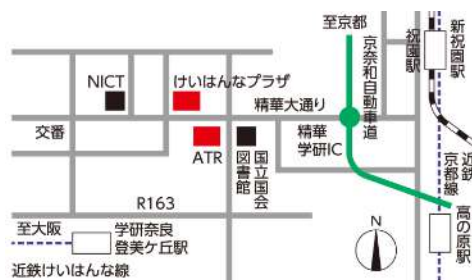 至京都
京奈和自動車道
祝園駅
新祝園駅
NICT
けいはんなプラザ
精華大通り
交番
ATR
国立国会
図書館
精華
学研IC
近鉄
京都線
高の原駅
R163
至大阪
学研奈良
登美ケ丘駅
近鉄けいはんな線
N